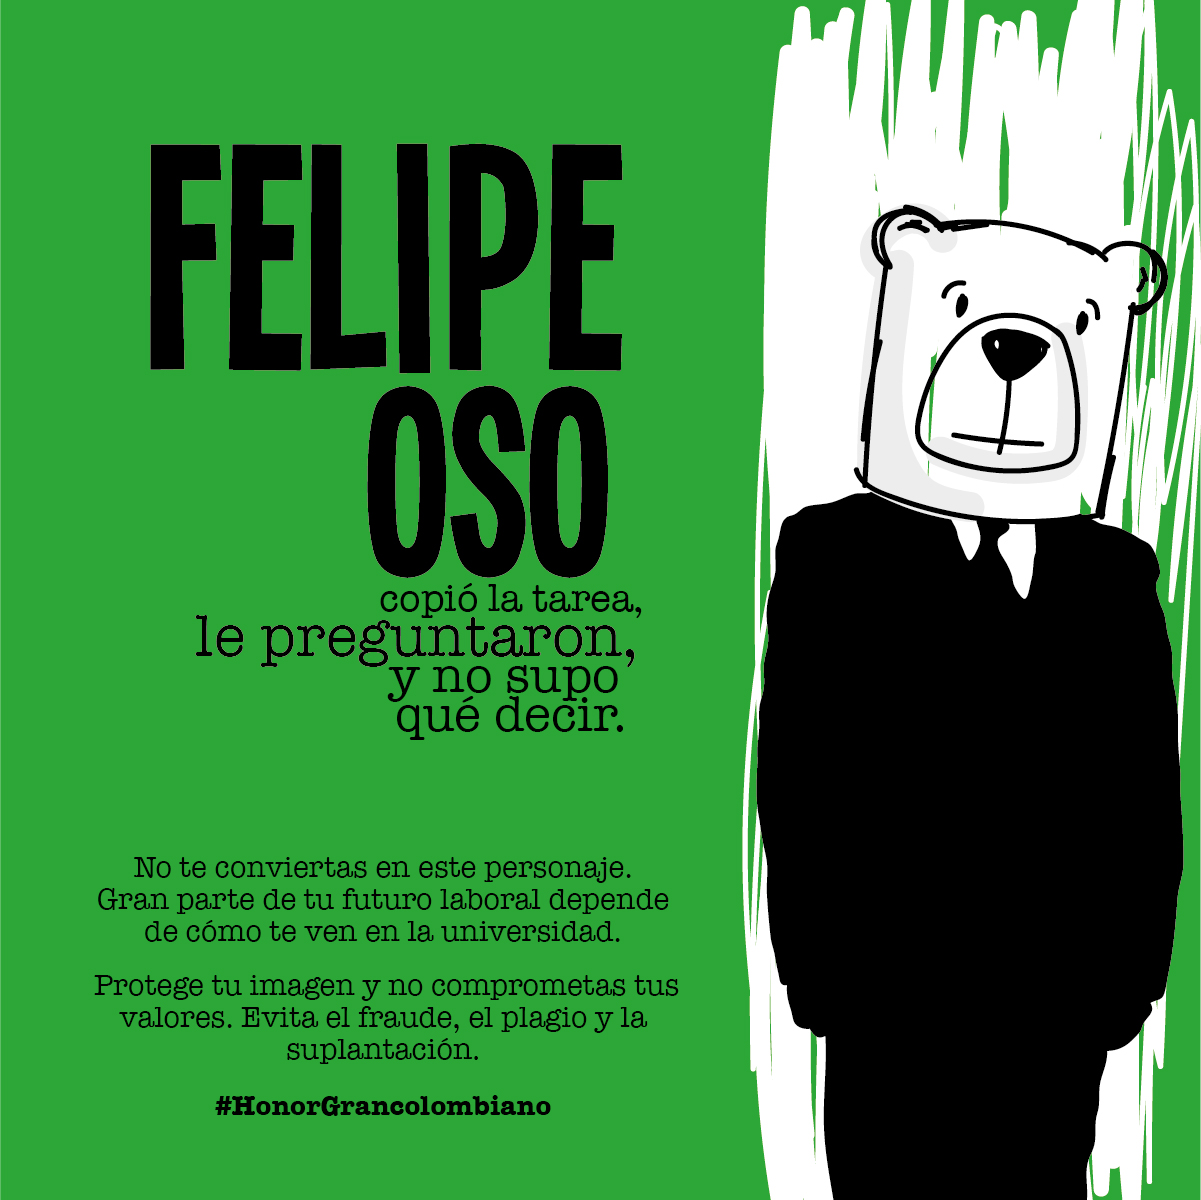 FELIPE
OSO
copió la tarea,
le preguntaron,
y no supo
qué decir.
No te conviertas en este personaje.
Gran parte de tu futuro laboral depende
de cómo te ven en la universidad.
Protege tu imagen y no comprometas tus
valores. Evita el fraude, el plagio y la
suplantación.
#HonorGrancolombiano